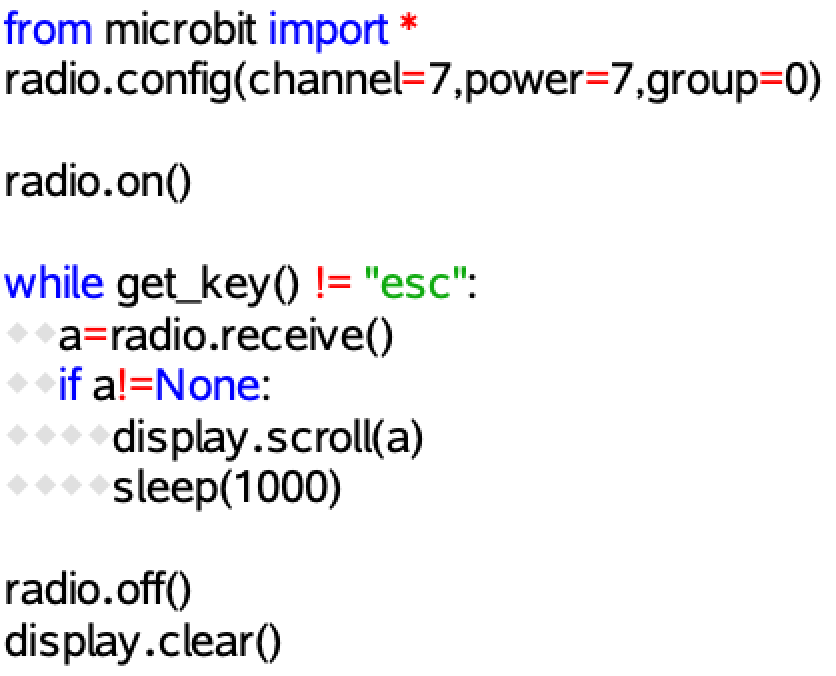 from microbit import *
radio.config(channel=7,power=7,group=0)
radio.on()
while get_key() != "esc":
◆◆a=radio.receive()
◆◆if a!=None:
◆◆◆◆display.scroll(a)
◆◆◆◆sleep(1000)
radio.off()
display.clear()